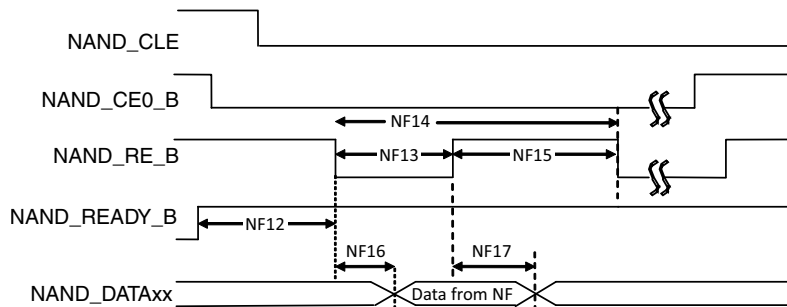 NAND_CLE
NAND_CE0_B
NF14
NAND_RE_B
NF13
NF15
NAND_READY_B
NF12
NF16
NF17
NAND_DATAxx
Data from NF